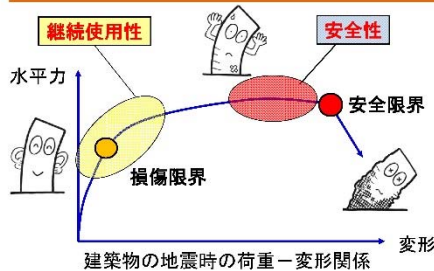 継続使用性
安全性
水平力
安全限界
損傷限界
変形
建築物の地震時の荷重－変形関係